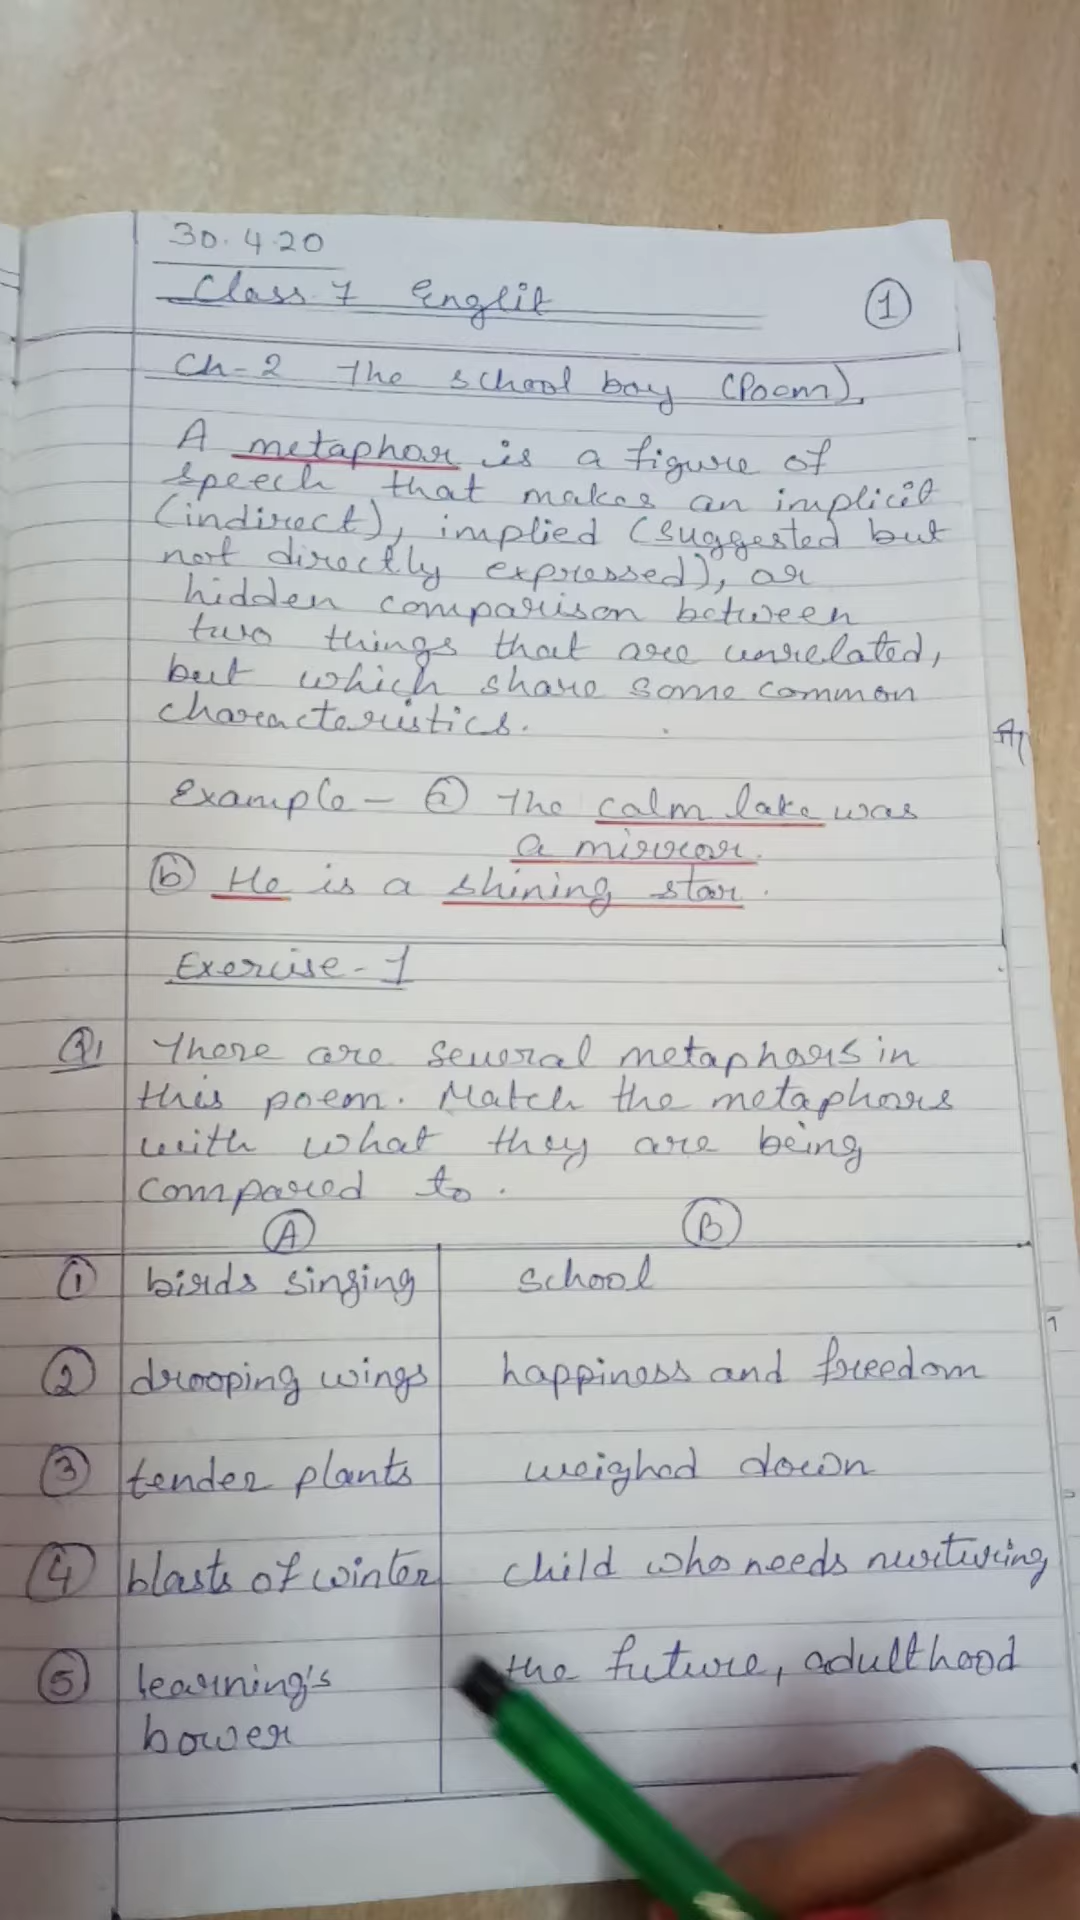 30.4.20
Class-7 Englit
1
Ch-2 The school boy (Poem).
A metaphor is a figure of
speech that makes an implicit
(indirect), implied (suggested but
not directly expressed), or
hidden comparison between
two things that are unrelated,
but which share some common
characteristics.
Example - a The calm lake was
a mirror.
b He is a shining star.
Exercise-1
Q1 There are several metaphors in
this poem. Match the metaphors
with what they are being
compared to.
A B
1 birds singing school
2 drooping wings happiness and freedom
3 tender plants weighed down
4 blasts of winter child who needs nurturing
5 learning's the future, adulthood
bower